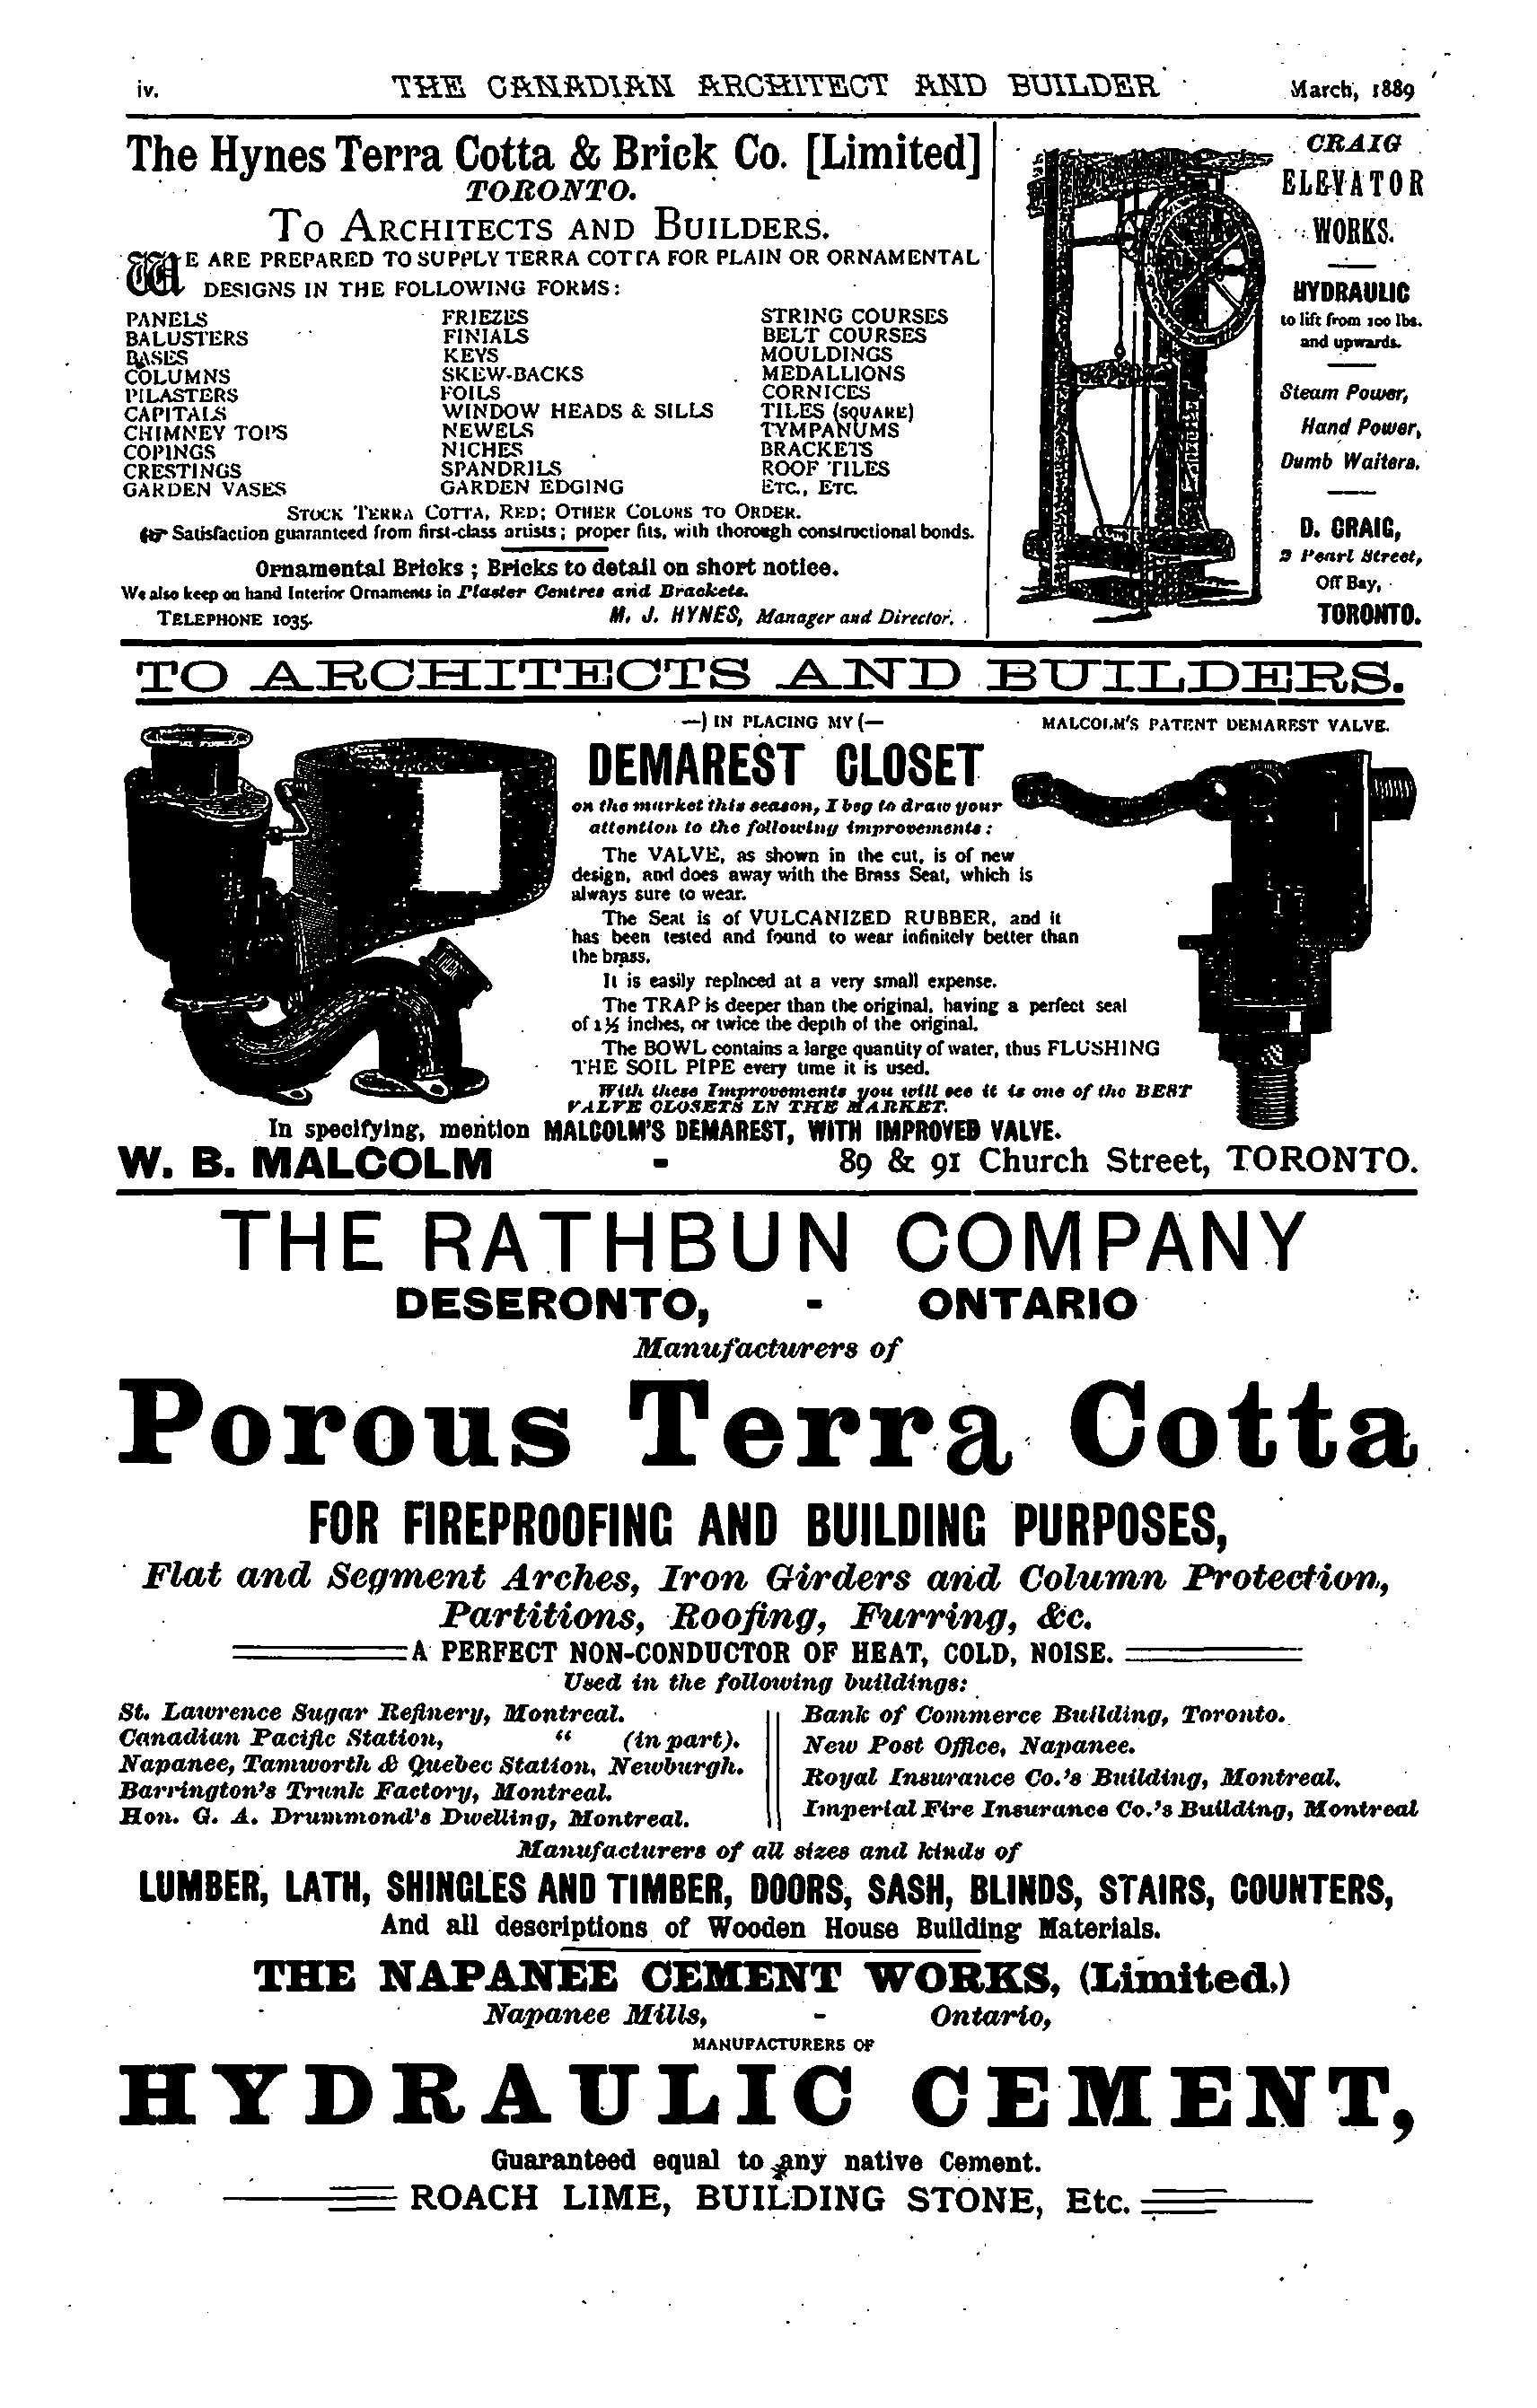 iv. THE CANADIAN ARCHITECT AND BUILDER March, 1889
The Hynes Terra Cotta & Brick Co. [Limited]
TORONTO.
TO ARCHITECTS AND BUILDERS.
WE ARE PREPARED TO SUPPLY TERRA COTTA FOR PLAIN OR ORNAMENTAL
DESIGNS IN THE FOLLOWING FORMS:
PANELS
BALUSTERS
BASES
COLUMNS
PILASTERS
CAPITALS
CHIMNEY TOPS
COPINGS
CRESTINGS
GARDEN VASES
FRIEZES
FINIALS
KEYS
SKEW-BACKS
FOILS
WINDOW HEADS & SILLS
NEWELS
NICHES
SPANDRILS
GARDEN EDGING
STRING COURSES
BELT COURSES
MOULDINGS
MEDALLIONS
CORNICES
TILES (SQUARE)
TYMPANUMS
BRACKETS
ROOF TILES
ETC., ETC.
STOCK TERRA COTTA, RED; OTHER COLORS TO ORDER.
☞ Satisfaction guaranteed from first-class artists; proper fits, with thorough constructional bonds.
Ornamental Bricks; Bricks to detail on short notice.
We also keep on hand Interior Ornaments in Plaster Centres and Brackets.
TELEPHONE 1035. M. J. HYNES, Manager and Director.
CRAIG
ELEVATOR
WORKS.
HYDRAULIC
to lift from 100 lbs.
and upwards.
Steam Power,
Hand Power,
Dumb Waiters.
D. CRAIG,
2 Pearl Street,
Off Bay,
TORONTO.
TO ARCHITECTS AND BUILDERS.
—) IN PLACING MY (—
DEMAREST CLOSET
on the market this season, I beg to draw your
attention to the following improvements:
The VALVE, as shown in the cut, is of new
design, and does away with the Brass Seat, which is
always sure to wear.
The Seat is of VULCANIZED RUBBER, and it
has been tested and found to wear infinitely better than
the brass.
It is easily replaced at a very small expense.
The TRAP is deeper than the original, having a perfect seal
of 1½ inches, or twice the depth of the original.
The BOWL contains a large quantity of water, thus FLUSHING
THE SOIL PIPE every time it is used.
With these Improvements you will see it is one of the BEST
VALVE CLOSETS IN THE MARKET.
MALCOLM'S PATENT DEMAREST VALVE.
In specifying, mention MALCOLM'S DEMAREST, WITH IMPROVED VALVE.
W. B. MALCOLM - 89 & 91 Church Street, TORONTO.
THE RATHBUN COMPANY
DESERONTO, - ONTARIO
Manufacturers of
Porous Terra Cotta
FOR FIREPROOFING AND BUILDING PURPOSES,
Flat and Segment Arches, Iron Girders and Column Protection,
Partitions, Roofing, Furring, &c.
A PERFECT NON-CONDUCTOR OF HEAT, COLD, NOISE.
Used in the following buildings:
St. Lawrence Sugar Refinery, Montreal.
Canadian Pacific Station, " (in part).
Napanee, Tamworth & Quebec Station, Newburgh.
Barrington's Trunk Factory, Montreal.
Hon. G. A. Drummond's Dwelling, Montreal.
Bank of Commerce Building, Toronto.
New Post Office, Napanee.
Royal Insurance Co.'s Building, Montreal.
Imperial Fire Insurance Co.'s Building, Montreal
Manufacturers of all sizes and kinds of
LUMBER, LATH, SHINGLES AND TIMBER, DOORS, SASH, BLINDS, STAIRS, COUNTERS,
And all descriptions of Wooden House Building Materials.
THE NAPANEE CEMENT WORKS, (Limited.)
Napanee Mills, - Ontario,
MANUFACTURERS OF
HYDRAULIC CEMENT,
Guaranteed equal to any native Cement.
ROACH LIME, BUILDING STONE, Etc.